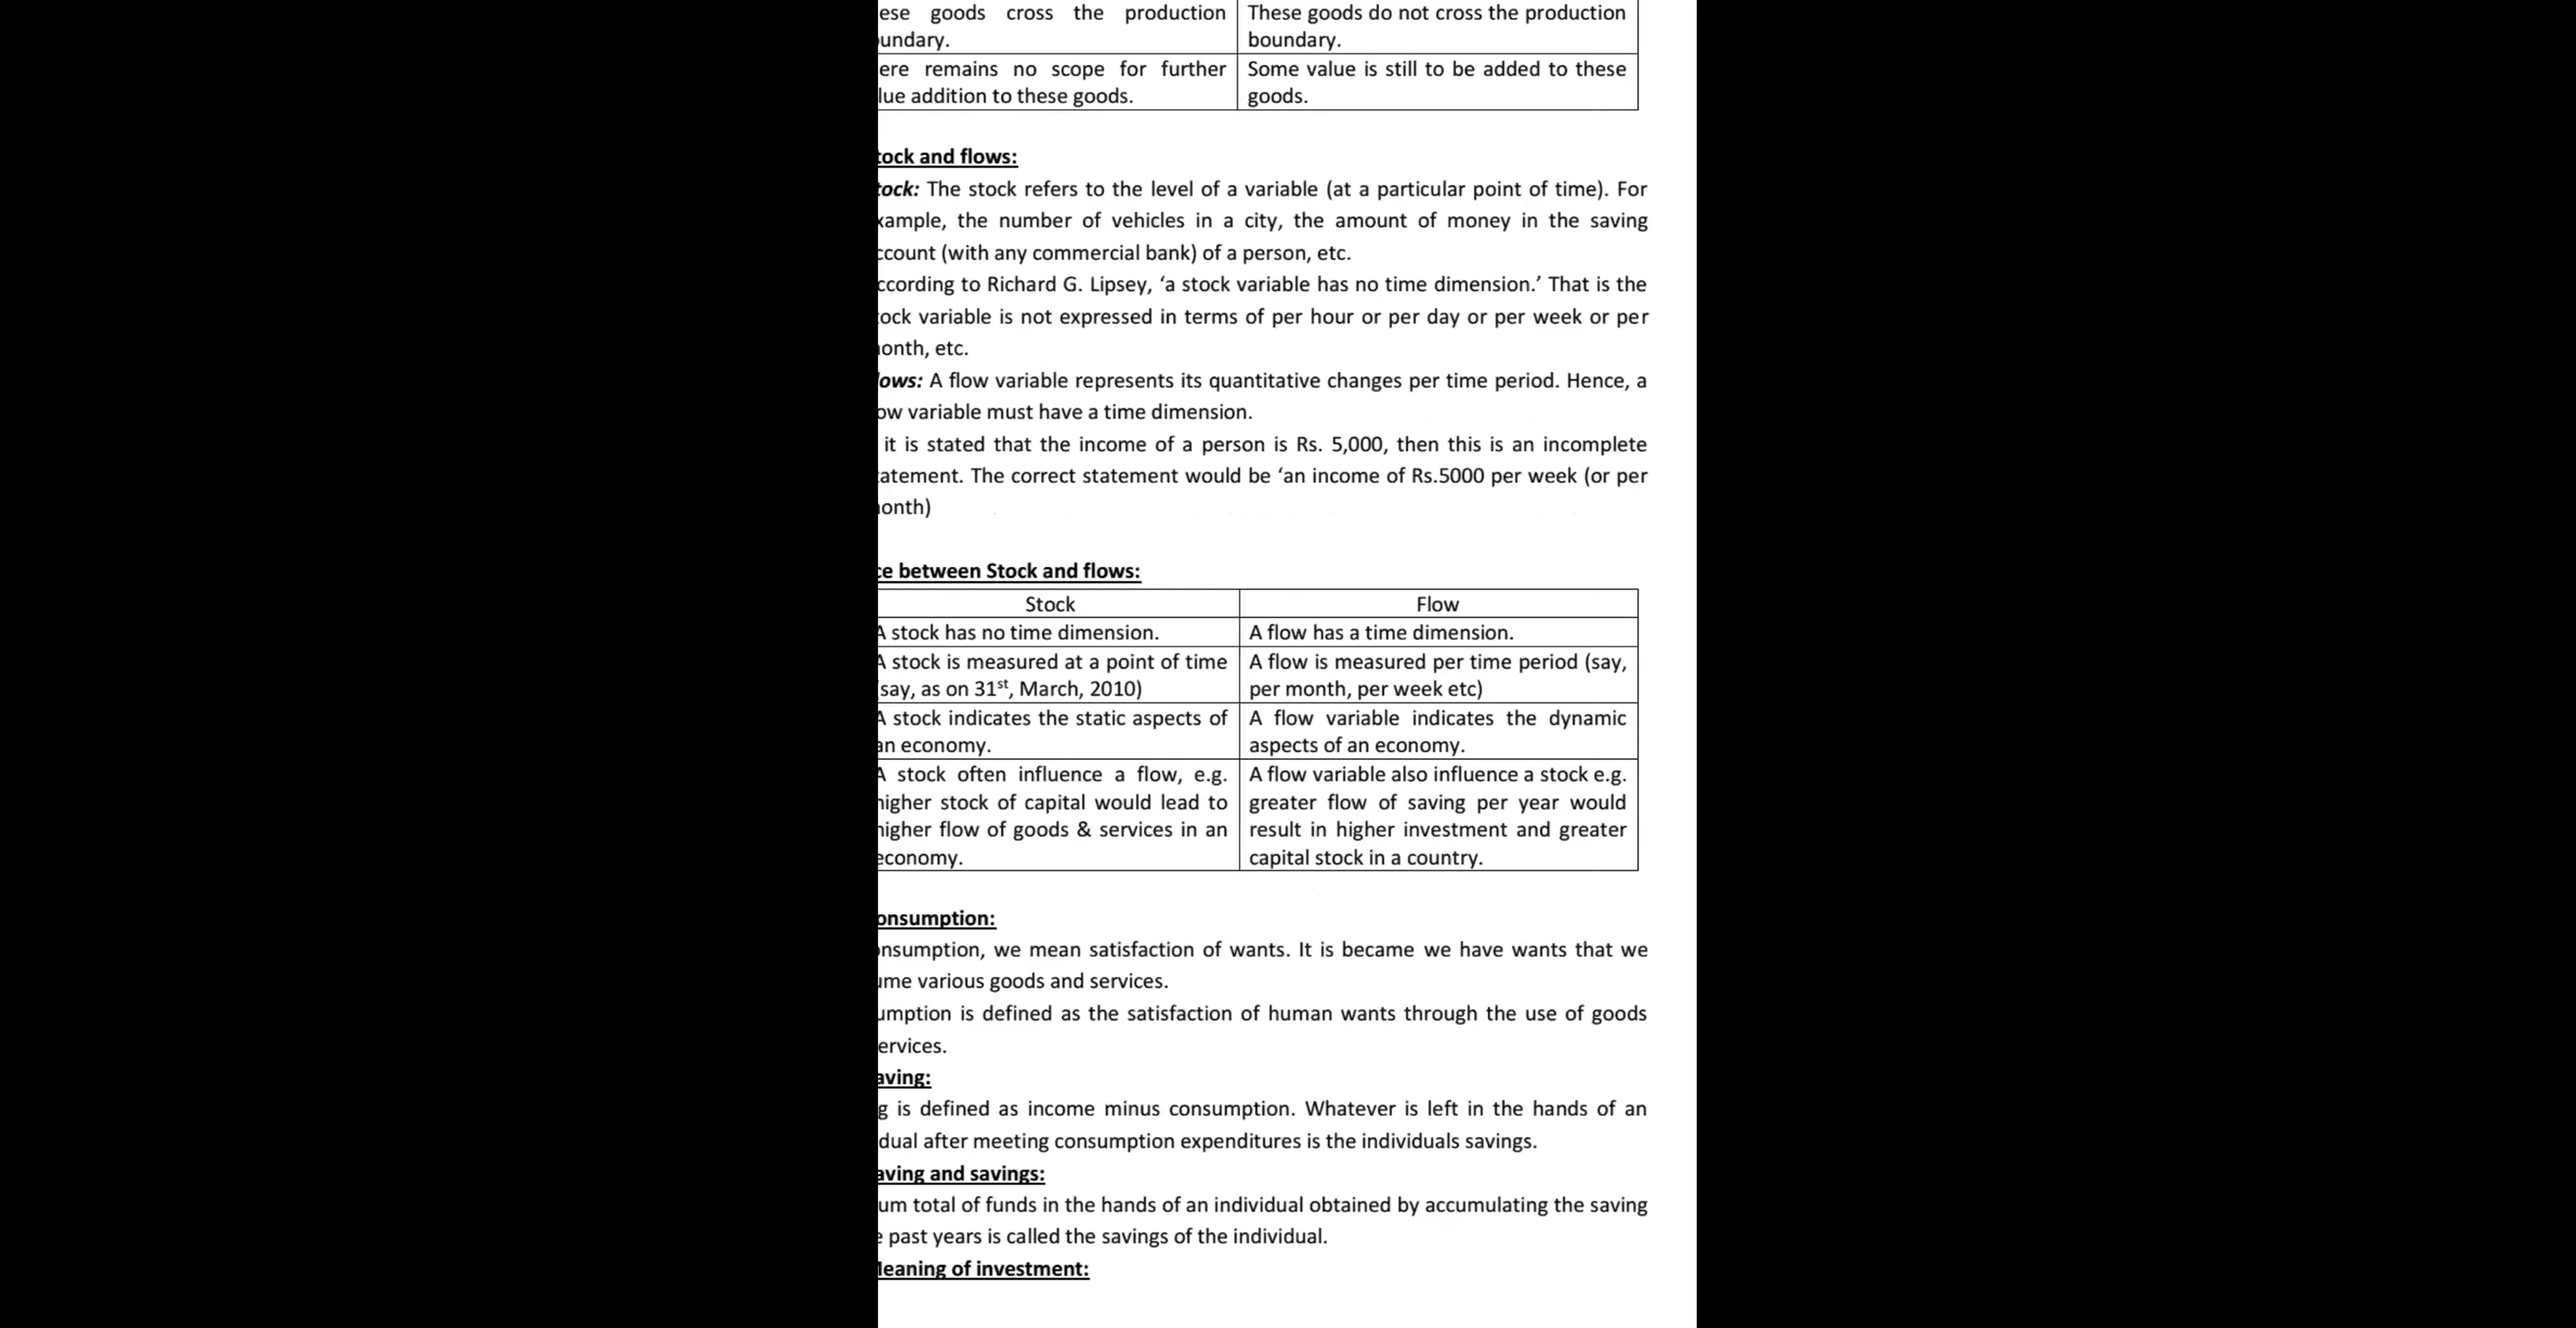 ese goods cross the production
undary.
These goods do not cross the production
boundary.
ere remains no scope for further
lue addition to these goods.
Some value is still to be added to these
goods.
tock and flows:
tock: The stock refers to the level of a variable (at a particular point of time). For
xample, the number of vehicles in a city, the amount of money in the saving
ccount (with any commercial bank) of a person, etc.
ccording to Richard G. Lipsey, ‘a stock variable has no time dimension.’ That is the
tock variable is not expressed in terms of per hour or per day or per week or per
onth, etc.
lows: A flow variable represents its quantitative changes per time period. Hence, a
ow variable must have a time dimension.
it is stated that the income of a person is Rs. 5,000, then this is an incomplete
tatement. The correct statement would be ‘an income of Rs.5000 per week (or per
onth)
ce between Stock and flows:
Stock
Flow
A stock has no time dimension.
A flow has a time dimension.
A stock is measured at a point of time
(say, as on 31st, March, 2010)
A flow is measured per time period (say,
per month, per week etc)
A stock indicates the static aspects of
an economy.
A flow variable indicates the dynamic
aspects of an economy.
A stock often influence a flow, e.g.
higher stock of capital would lead to
higher flow of goods & services in an
economy.
A flow variable also influence a stock e.g.
greater flow of saving per year would
result in higher investment and greater
capital stock in a country.
onsumption:
onsumption, we mean satisfaction of wants. It is became we have wants that we
ume various goods and services.
umption is defined as the satisfaction of human wants through the use of goods
ervices.
aving:
g is defined as income minus consumption. Whatever is left in the hands of an
dual after meeting consumption expenditures is the individuals savings.
aving and savings:
um total of funds in the hands of an individual obtained by accumulating the saving
e past years is called the savings of the individual.
Meaning of investment: